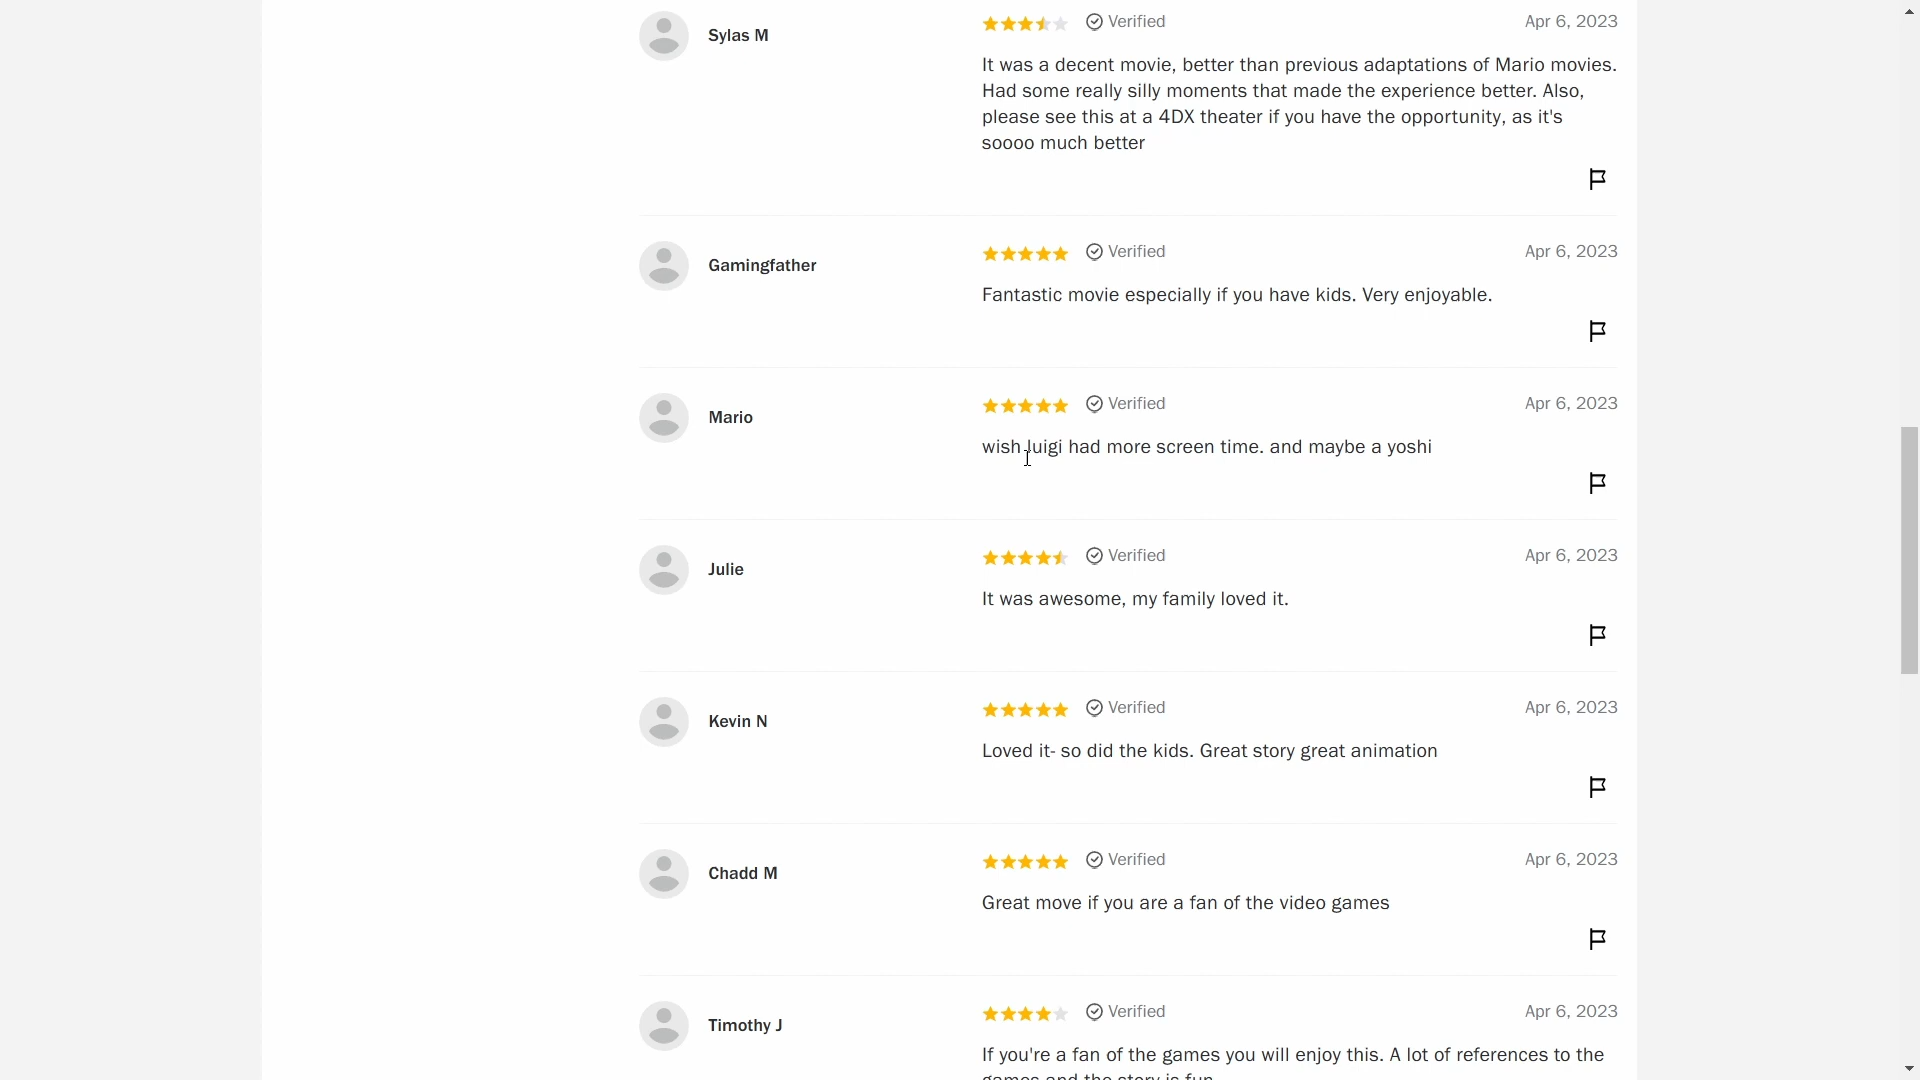 Sylas M
Verified
Apr 6, 2023
It was a decent movie, better than previous adaptations of Mario movies.
Had some really silly moments that made the experience better. Also,
please see this at a 4DX theater if you have the opportunity, as it's
soooo much better
Gamingfather
Verified
Apr 6, 2023
Fantastic movie especially if you have kids. Very enjoyable.
Mario
Verified
Apr 6, 2023
wish luigi had more screen time. and maybe a yoshi
Julie
Verified
Apr 6, 2023
It was awesome, my family loved it.
Kevin N
Verified
Apr 6, 2023
Loved it- so did the kids. Great story great animation
Chadd M
Verified
Apr 6, 2023
Great move if you are a fan of the video games
Timothy J
Verified
Apr 6, 2023
If you're a fan of the games you will enjoy this. A lot of references to the
games and the story is fun